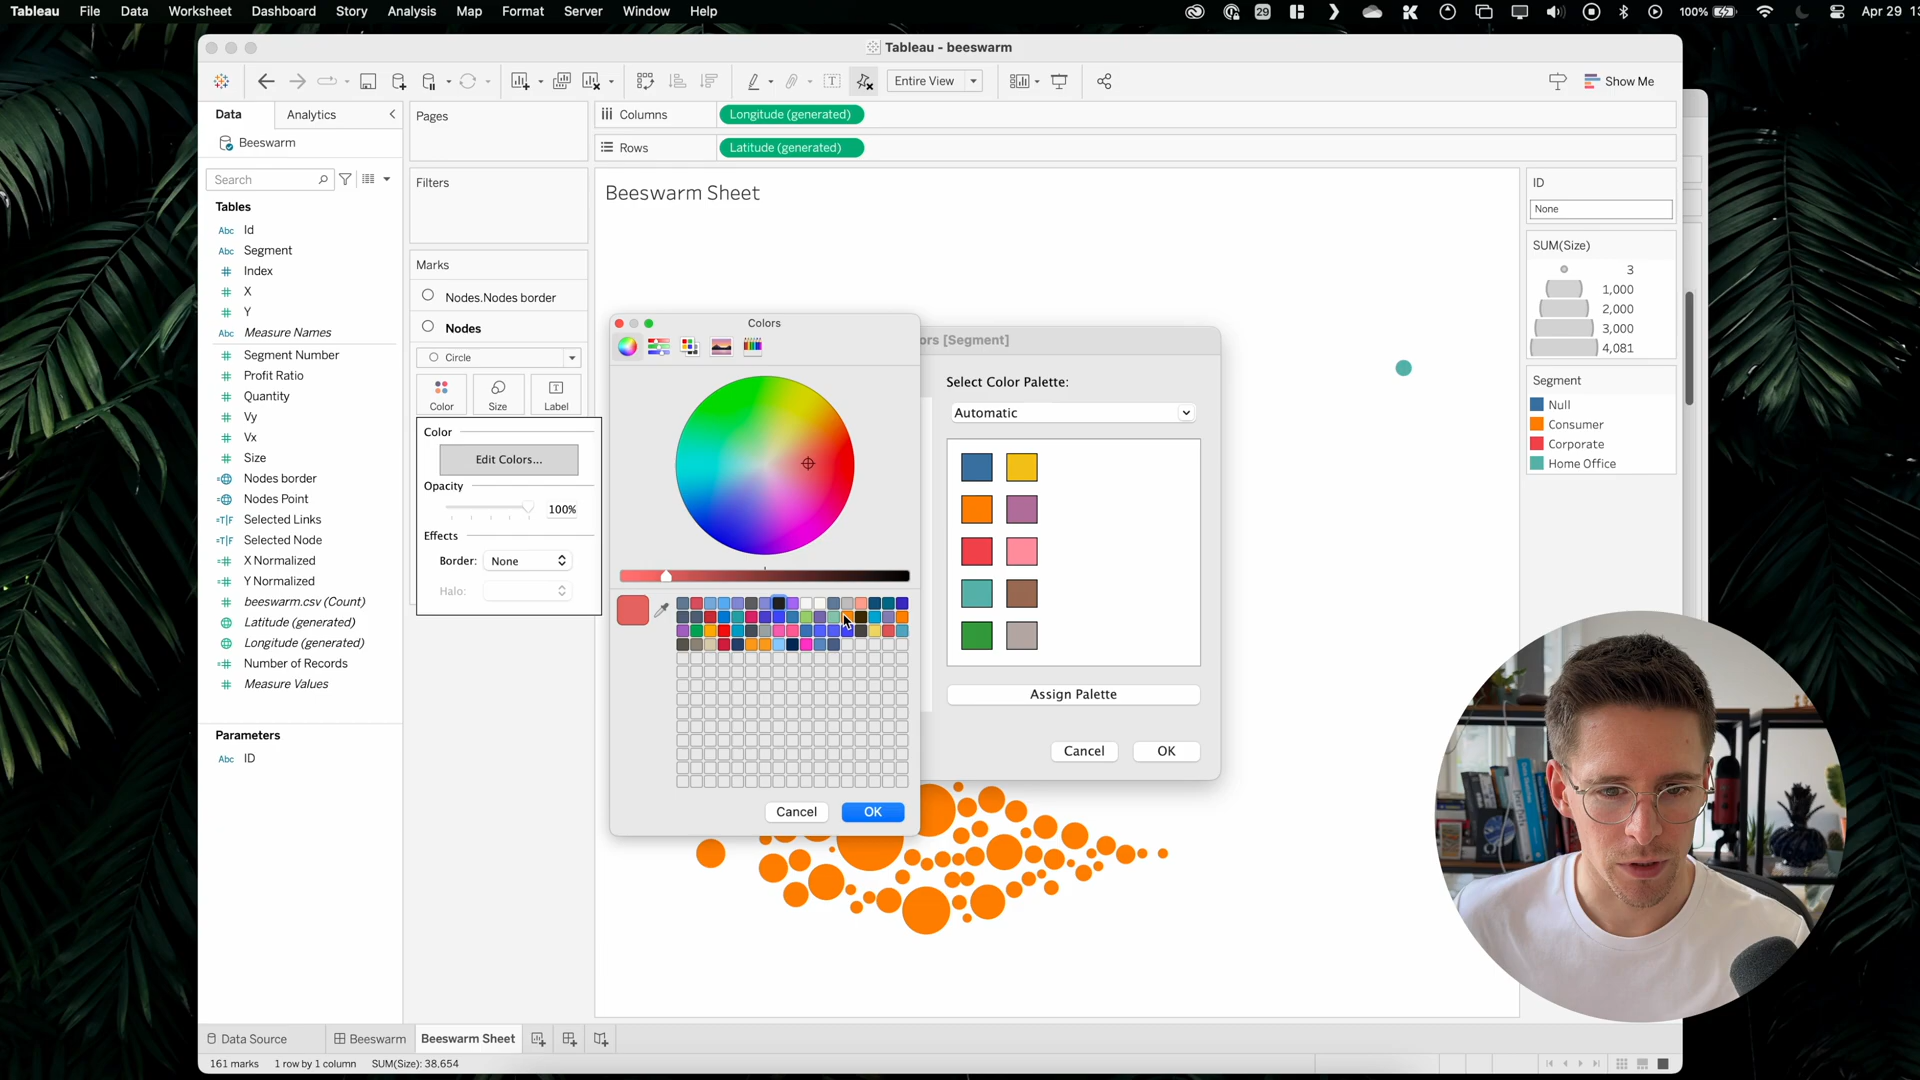 Tableau File Data Worksheet Dashboard Story Analysis Map Format Server Window Help 29 100% Apr 29
Tableau - beeswarm
Entire View
Show Me
Data Analytics
Beeswarm
Search
Tables
Id
Segment
Index
X
Y
Measure Names
Segment Number
Profit Ratio
Quantity
Vy
Vx
Size
Nodes border
Nodes Point
Selected Links
Selected Node
X Normalized
Y Normalized
beeswarm.csv (Count)
Latitude (generated)
Longitude (generated)
Number of Records
Measure Values
Parameters
Abc ID
Pages
Filters
Marks
Nodes.Nodes border
Nodes
Circle
Color Size Label
Color
Edit Colors...
Opacity
100%
Effects
Border: None
Halo:
Columns Longitude (generated)
Rows Latitude (generated)
Beeswarm Sheet
Colors
Cancel OK
ors [Segment]
Select Color Palette:
Automatic
Assign Palette
Cancel OK
ID
None
SUM(Size)
3
1,000
2,000
3,000
4,081
Segment
Null
Consumer
Corporate
Home Office
Data Source Beeswarm Beeswarm Sheet
161 marks 1 row by 1 column SUM(Size): 38,654